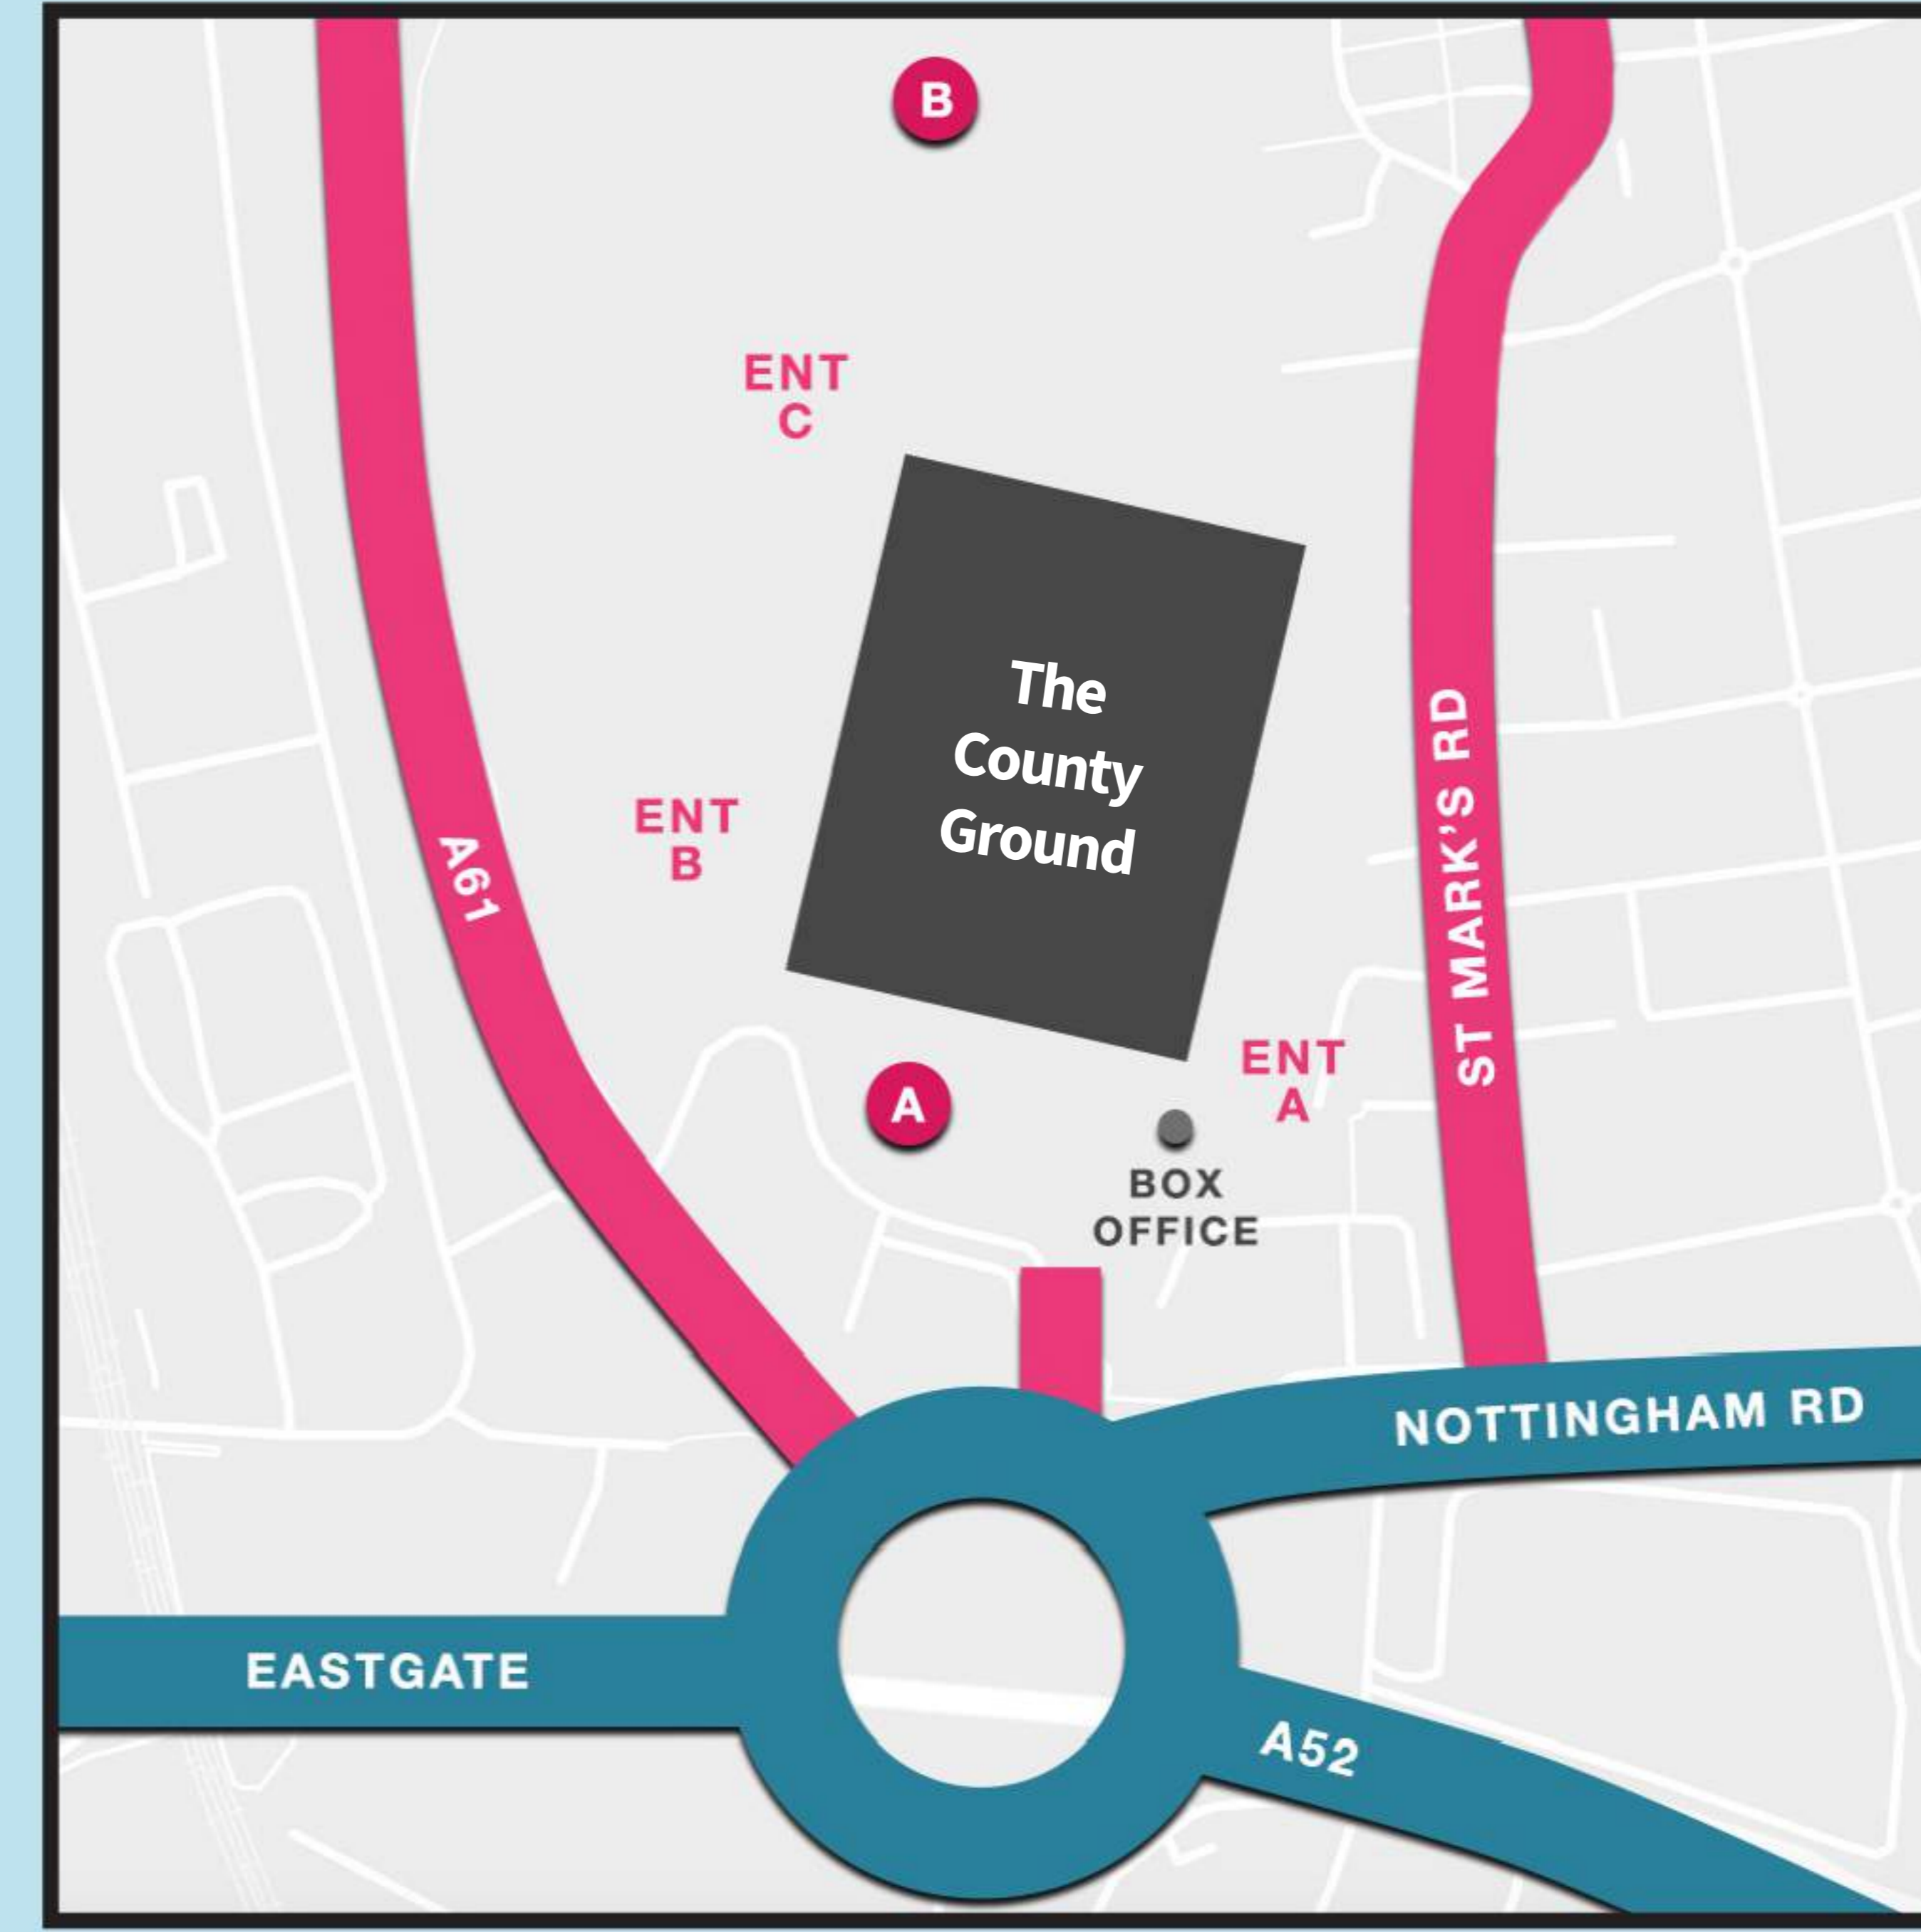 B
ENT
C
The
County
Ground
ENT
B
A61
ST MARK'S RD
A
ENT
A
BOX
OFFICE
NOTTINGHAM RD
EASTGATE
A52